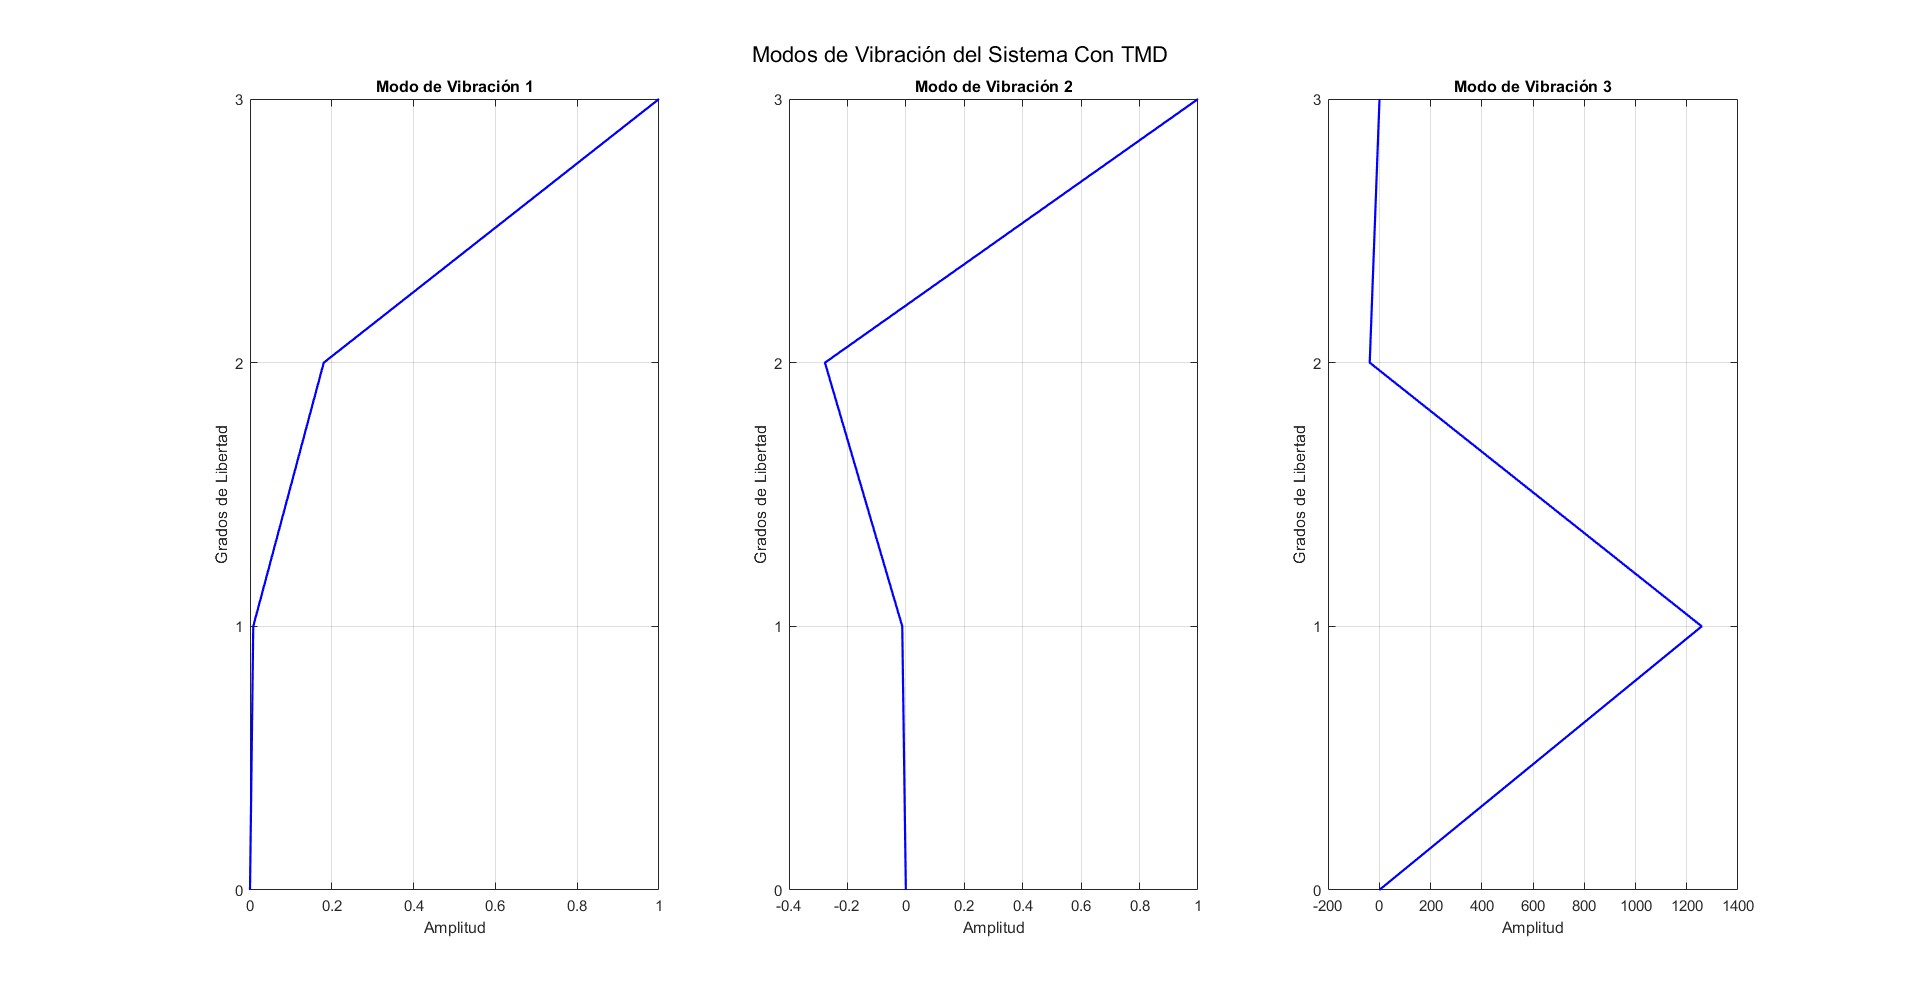 Modos de Vibración del Sistema Con TMD
Modo de Vibración 1
3
2
1
0
Grados de Libertad
0 0.2 0.4 0.6 0.8 1
Amplitud
Modo de Vibración 2
3
2
1
0
Grados de Libertad
-0.4 -0.2 0 0.2 0.4 0.6 0.8 1
Amplitud
Modo de Vibración 3
3
2
1
0
Grados de Libertad
-200 0 200 400 600 800 1000 1200 1400
Amplitud